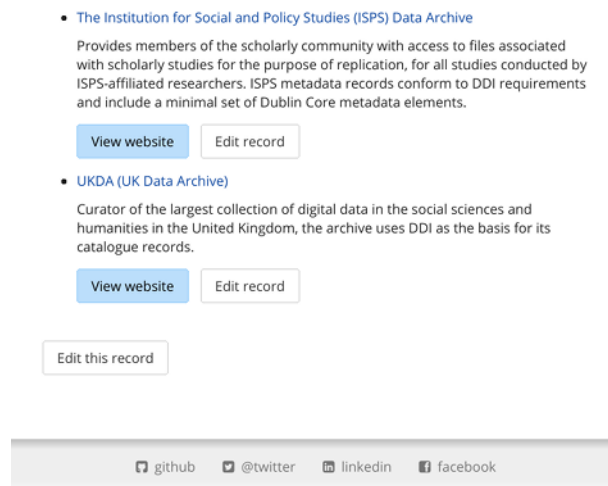 The Institution for Social and Policy Studies (ISPS) Data Archive
Provides members of the scholarly community with access to files associated
with scholarly studies for the purpose of replication, for all studies conducted by
ISPS-affiliated researchers. ISPS metadata records conform to DDI requirements
and include a minimal set of Dublin Core metadata elements.
View website Edit record
UKDA (UK Data Archive)
Curator of the largest collection of digital data in the social sciences and
humanities in the United Kingdom, the archive uses DDI as the basis for its
catalogue records.
View website Edit record
Edit this record
github @twitter linkedin facebook